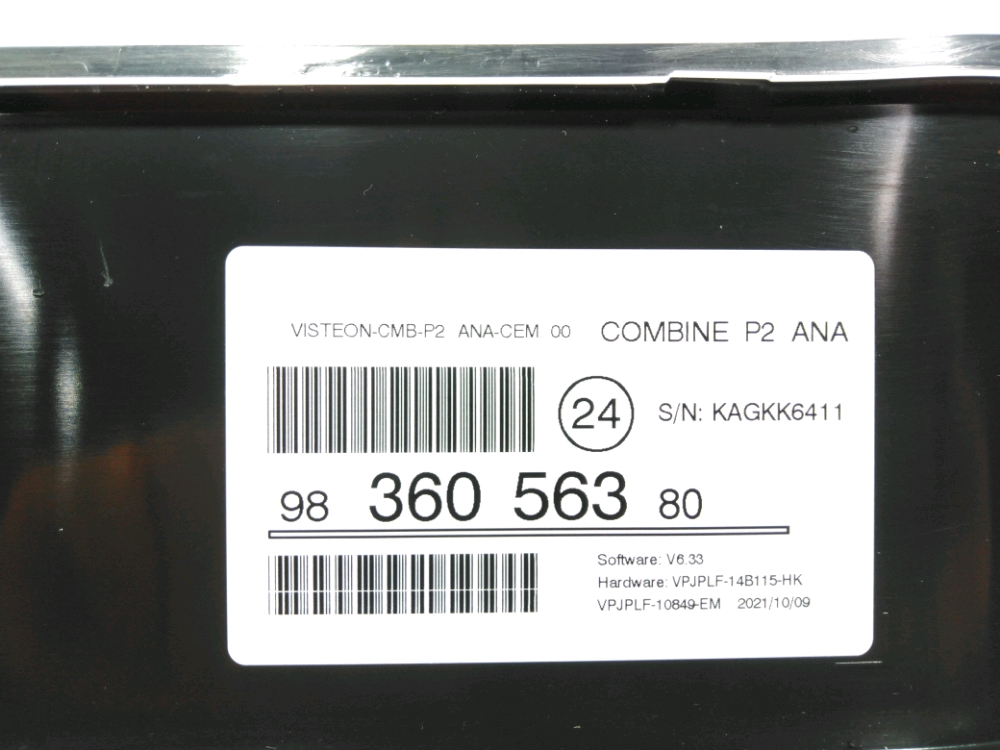 VISTEON-CMB-P2 ANA-CEM 00 COMBINE P2 ANA
24 S/N: KAGKK6411
98 360 563 80
Software: V6.33
Hardware: VPJPLF-14B115-HK
VPJPLF-10849-EM 2021/10/09